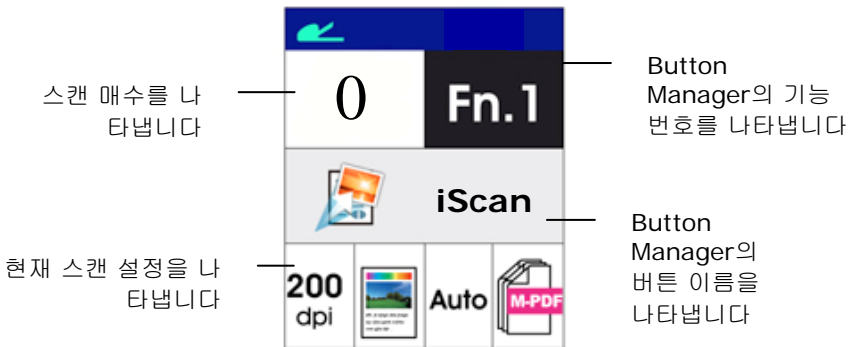 스캔 매수를 나
타냅니다
0
Fn.1
Button
Manager의 기능
번호를 나타냅니다
iScan
Button
Manager의
버튼 이름을
나타냅니다
현재 스캔 설정을 나
타냅니다
200
dpi
Auto
M-PDF